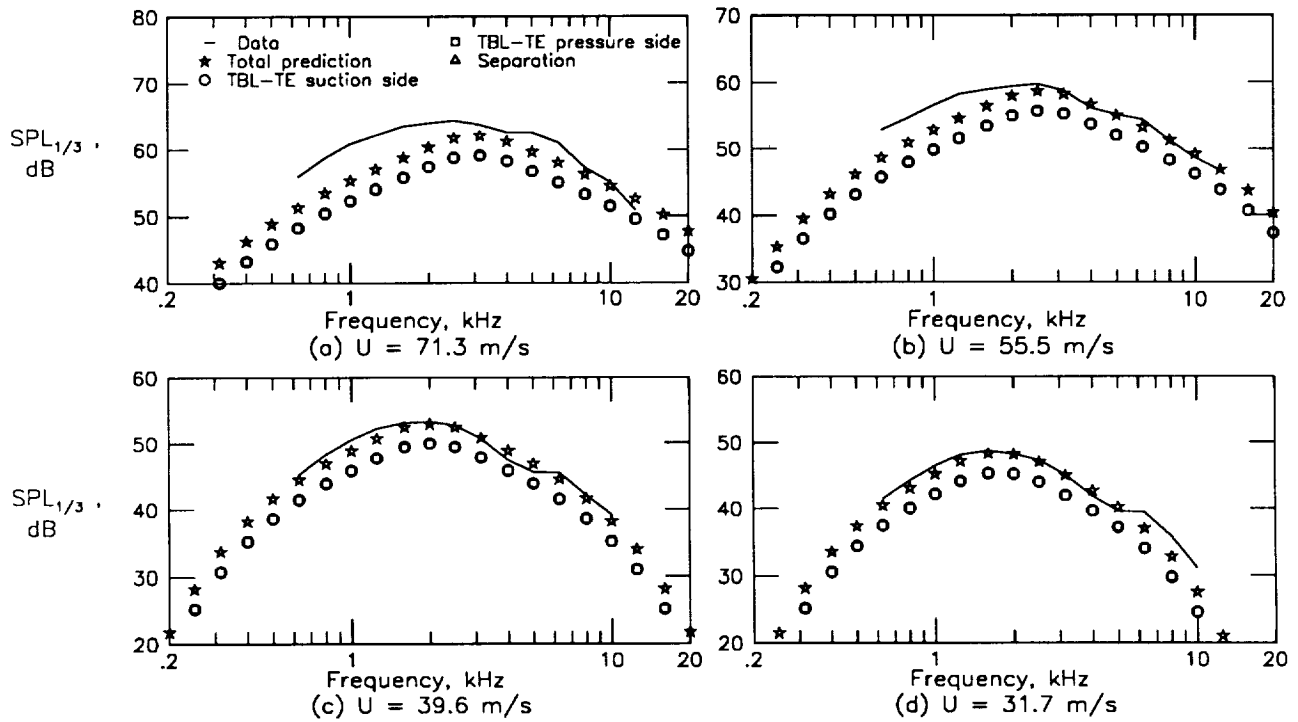 80
70
60
50
40
SPL1/3 ,
dB
— Data
☆ Total prediction
○ TBL-TE suction side
□ TBL-TE pressure side
△ Separation
.2 1 10 20
Frequency, kHz
(a) U = 71.3 m/s
70
60
50
40
30
.2 1 10 20
Frequency, kHz
(b) U = 55.5 m/s
60
50
40
30
20
SPL1/3 ,
dB
.2 1 10 20
Frequency, kHz
(c) U = 39.6 m/s
60
50
40
30
20
.2 1 10 20
Frequency, kHz
(d) U = 31.7 m/s